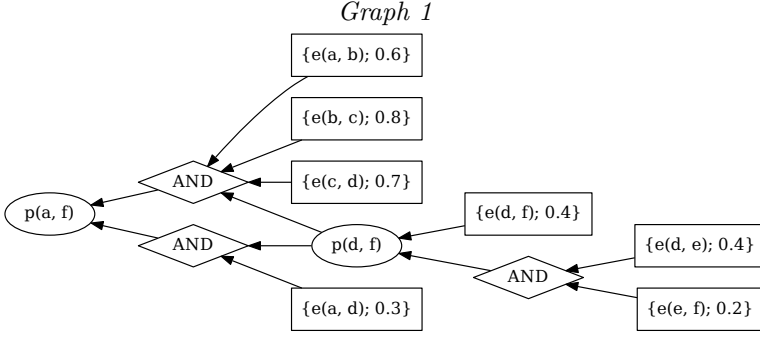 Graph 1
{e(a, b); 0.6}
{e(b, c); 0.8}
AND
{e(c, d); 0.7}
p(a, f)
{e(d, f); 0.4}
AND
p(d, f)
{e(d, e); 0.4}
AND
{e(a, d); 0.3}
{e(e, f); 0.2}